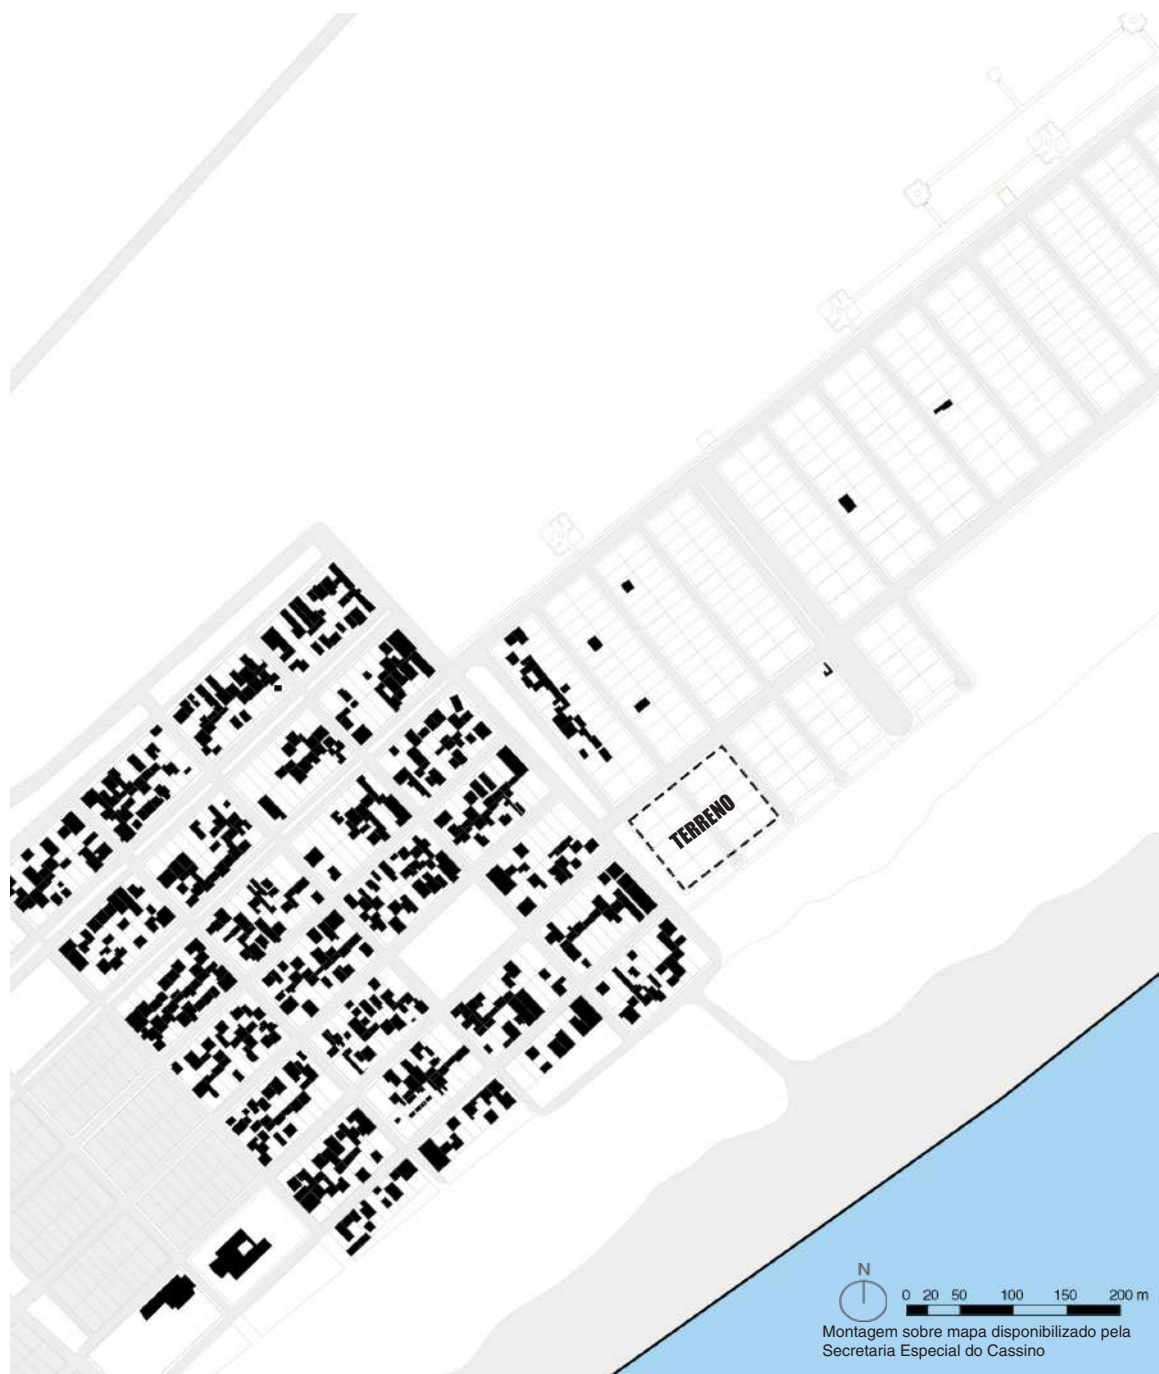 TERRENO
N
0 20 50 100 150 200 m
Montagem sobre mapa disponibilizado pela
Secretaria Especial do Cassino